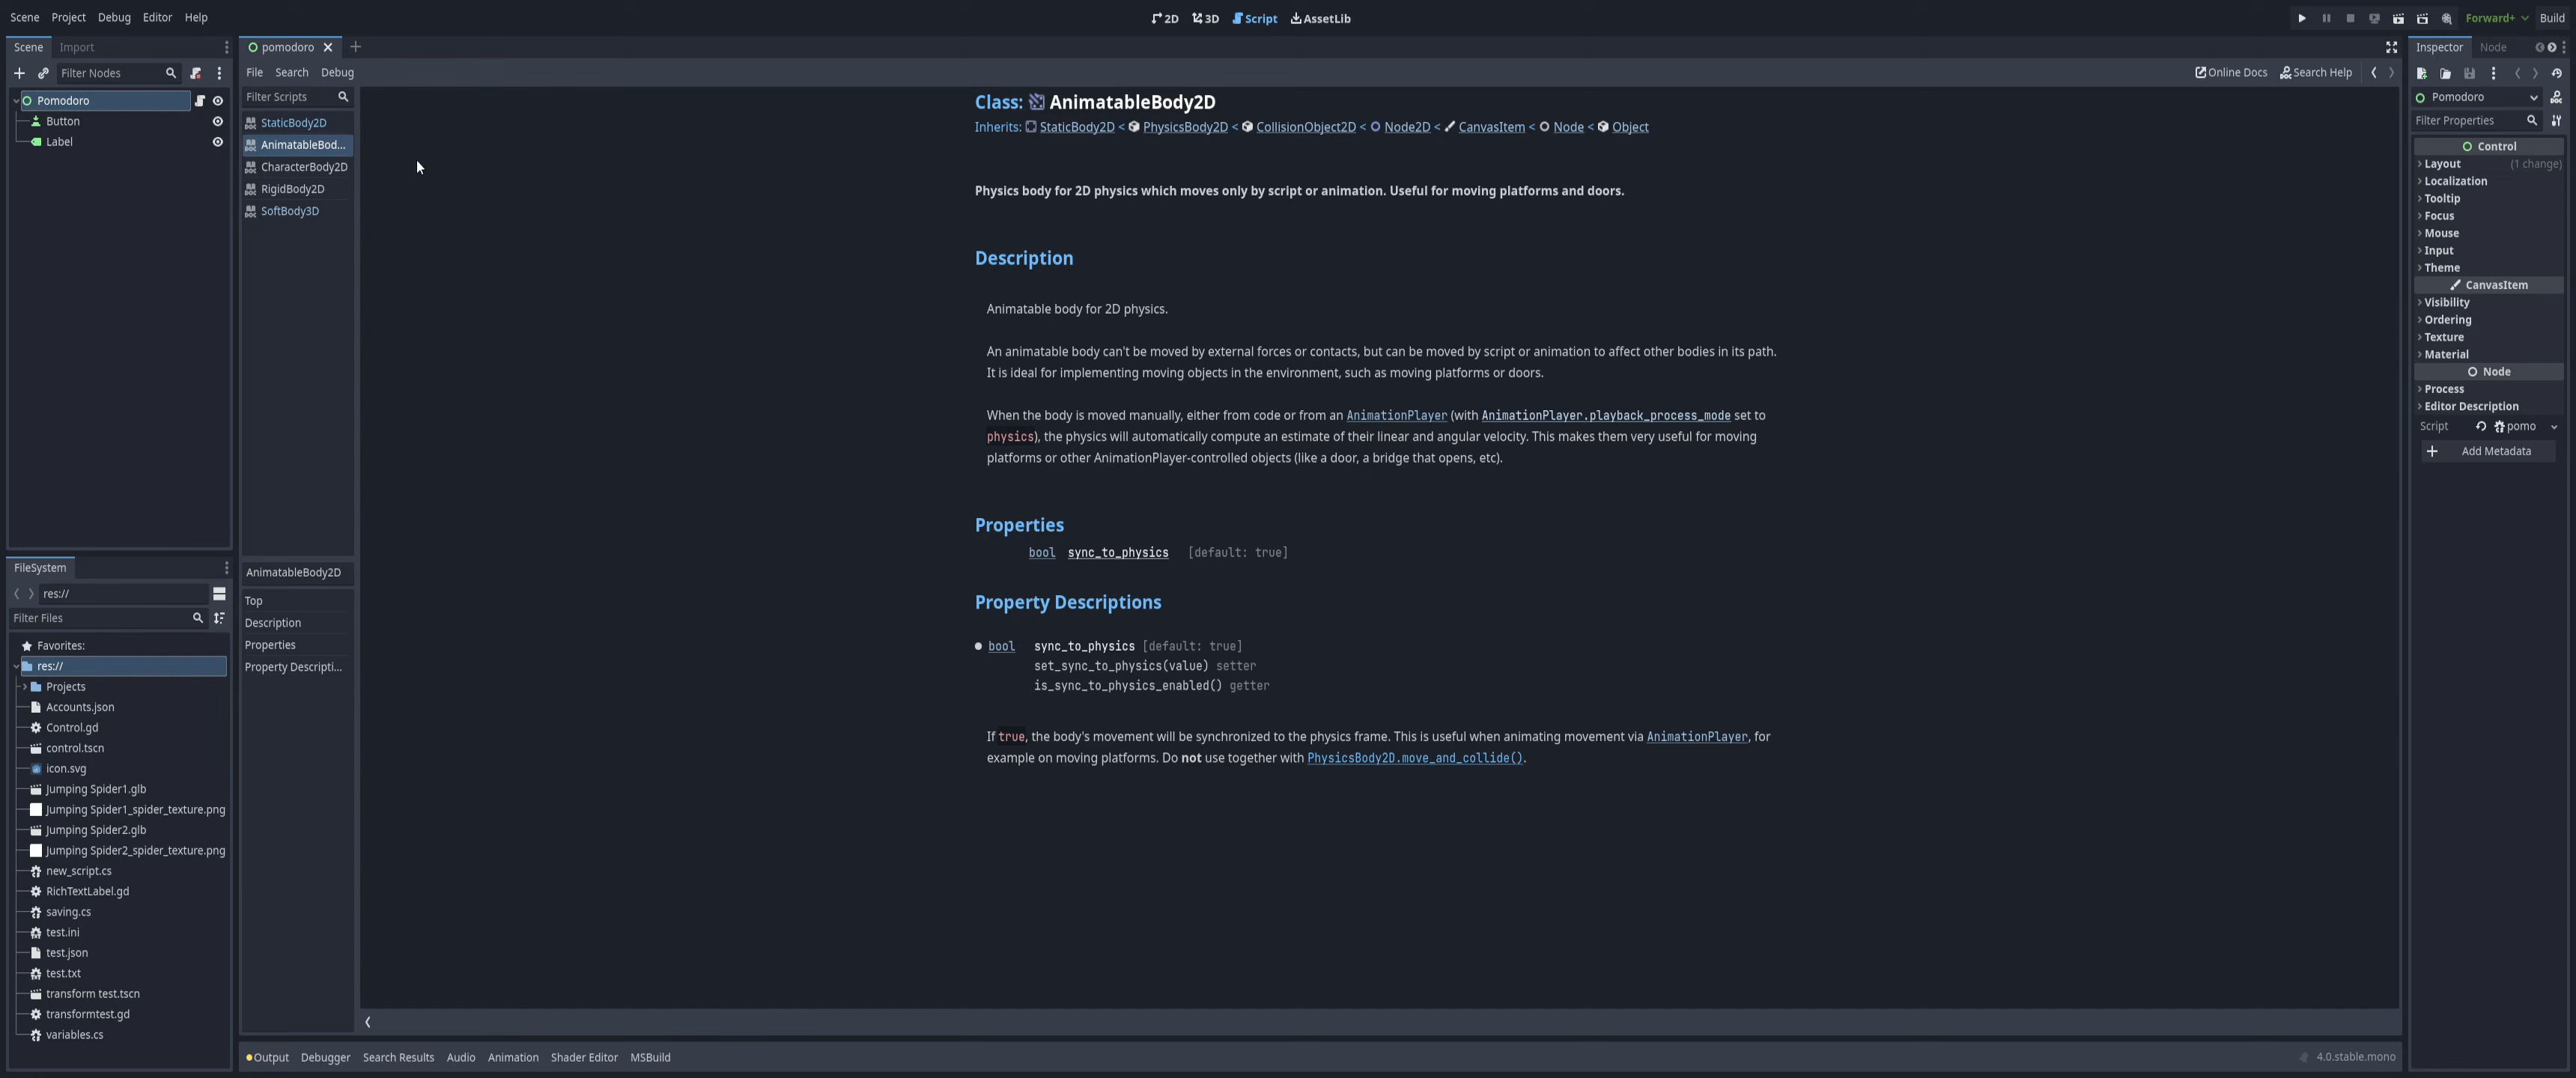 Scene Project Debug Editor Help
2D 3D Script AssetLib
Forward+ Build
Scene Import
Filter Nodes
Pomodoro
Button
Label
FileSystem
res://
Filter Files
Favorites:
res://
Projects
Accounts.json
Control.gd
control.tscn
icon.svg
Jumping Spider1.glb
Jumping Spider1_spider_texture.png
Jumping Spider2.glb
Jumping Spider2_spider_texture.png
new_script.cs
RichTextLabel.gd
saving.cs
test.ini
test.json
test.txt
transform test.tscn
transformtest.gd
variables.cs
pomodoro
File Search Debug
Online Docs Search Help
Filter Scripts
StaticBody2D
AnimatableBod...
CharacterBody2D
RigidBody2D
SoftBody3D
AnimatableBody2D
Top
Description
Properties
Property Descripti...
Class: AnimatableBody2D
Inherits: StaticBody2D < PhysicsBody2D < CollisionObject2D < Node2D < CanvasItem < Node < Object
Physics body for 2D physics which moves only by script or animation. Useful for moving platforms and doors.
Description
Animatable body for 2D physics.
An animatable body can't be moved by external forces or contacts, but can be moved by script or animation to affect other bodies in its path.
It is ideal for implementing moving objects in the environment, such as moving platforms or doors.
When the body is moved manually, either from code or from an AnimationPlayer (with AnimationPlayer.playback_process_mode set to
physics), the physics will automatically compute an estimate of their linear and angular velocity. This makes them very useful for moving
platforms or other AnimationPlayer-controlled objects (like a door, a bridge that opens, etc).
Properties
bool sync_to_physics [default: true]
Property Descriptions
bool sync_to_physics [default: true]
set_sync_to_physics(value) setter
is_sync_to_physics_enabled() getter
If true, the body's movement will be synchronized to the physics frame. This is useful when animating movement via AnimationPlayer, for
example on moving platforms. Do not use together with PhysicsBody2D.move_and_collide().
Output Debugger Search Results Audio Animation Shader Editor MSBuild
4.0.stable.mono
Inspector Node
Pomodoro
Filter Properties
Control
Layout (1 change)
Localization
Tooltip
Focus
Mouse
Input
Theme
CanvasItem
Visibility
Ordering
Texture
Material
Node
Process
Editor Description
Script pomo
Add Metadata